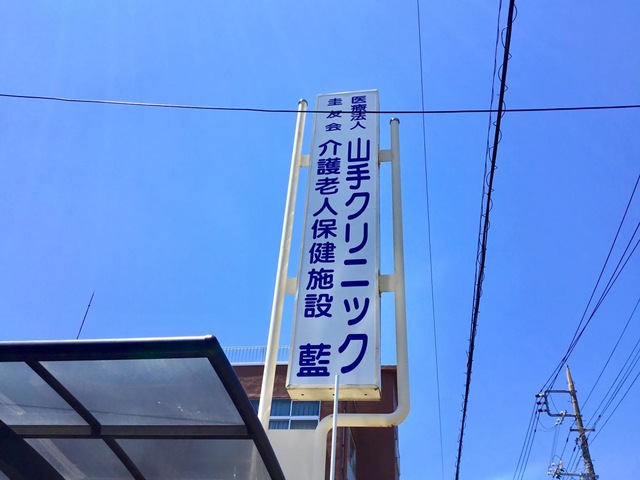 医療法人
圭友会
山手クリニック
介護老人保健施設
藍